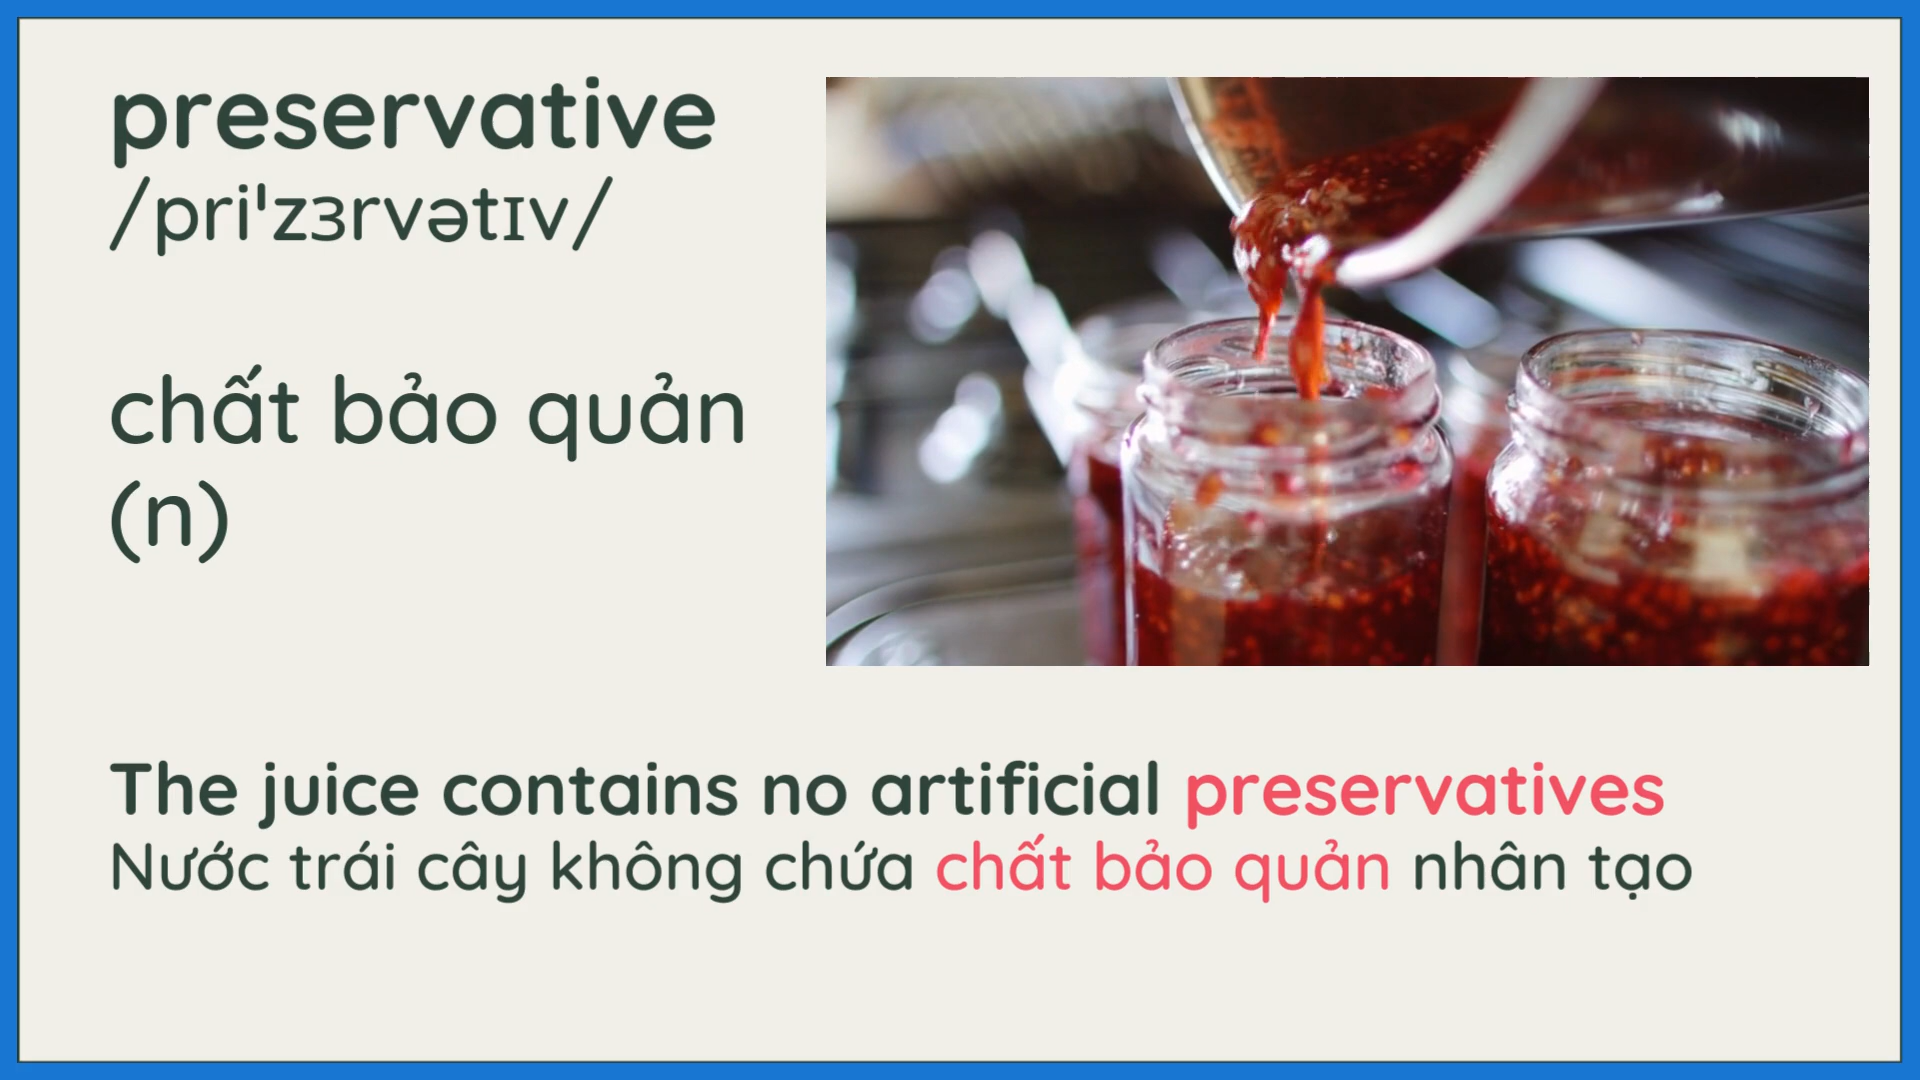 preservative
/pri'zɜrvətɪv/
chất bảo quản
(n)
The juice contains no artificial preservatives
Nước trái cây không chứa chất bảo quản nhân tạo